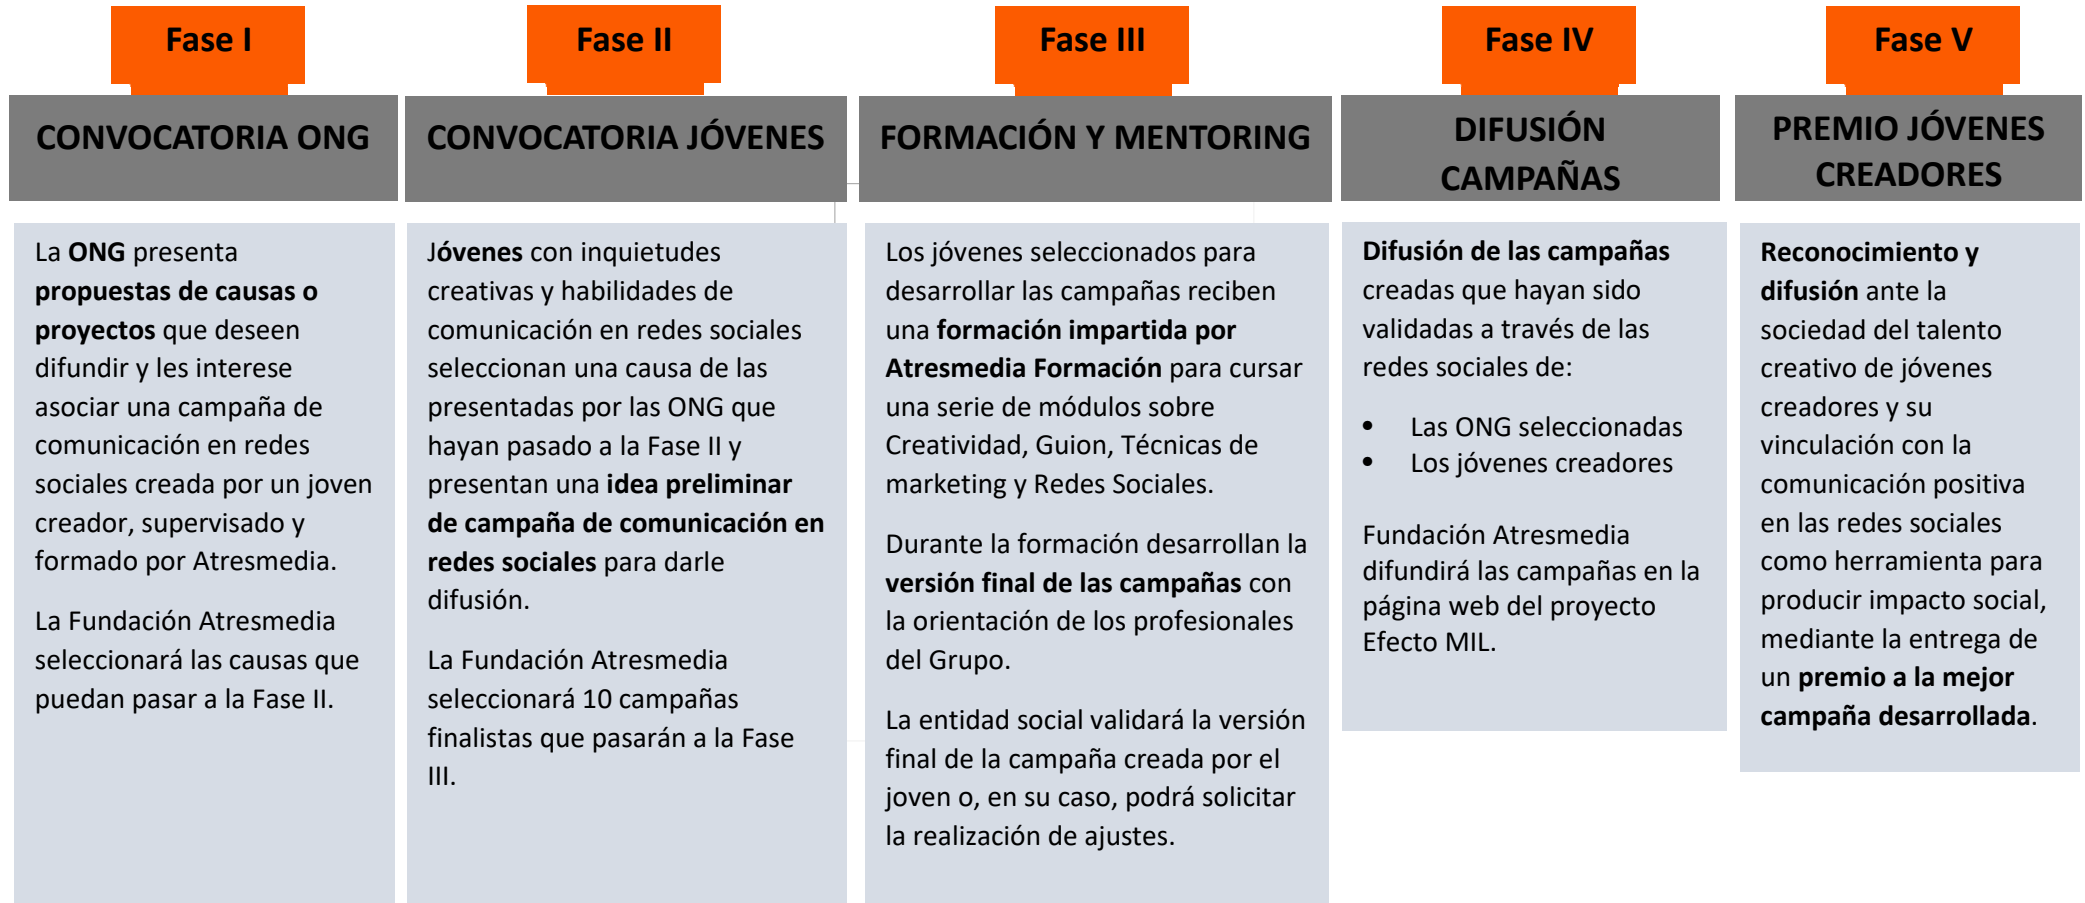 Fase I
CONVOCATORIA ONG
La ONG presenta
propuestas de causas o
proyectos que deseen
difundir y les interese
asociar una campaña de
comunicación en redes
sociales creada por un joven
creador, supervisado y
formado por Atresmedia.
La Fundación Atresmedia
seleccionará las causas que
puedan pasar a la Fase II.
Fase II
CONVOCATORIA JÓVENES
Jóvenes con inquietudes
creativas y habilidades de
comunicación en redes sociales
seleccionan una causa de las
presentadas por las ONG que
hayan pasado a la Fase II y
presentan una idea preliminar
de campaña de comunicación en
redes sociales para darle
difusión.
La Fundación Atresmedia
seleccionará 10 campañas
finalistas que pasarán a la Fase
III.
Fase III
FORMACIÓN Y MENTORING
Los jóvenes seleccionados para
desarrollar las campañas reciben
una formación impartida por
Atresmedia Formación para cursar
una serie de módulos sobre
Creatividad, Guion, Técnicas de
marketing y Redes Sociales.
Durante la formación desarrollan la
versión final de las campañas con
la orientación de los profesionales
del Grupo.
La entidad social validará la versión
final de la campaña creada por el
joven o, en su caso, podrá solicitar
la realización de ajustes.
Fase IV
DIFUSIÓN
CAMPAÑAS
Difusión de las campañas
creadas que hayan sido
validadas a través de las
redes sociales de:
• Las ONG seleccionadas
• Los jóvenes creadores
Fundación Atresmedia
difundirá las campañas en la
página web del proyecto
Efecto MIL.
Fase V
PREMIO JÓVENES
CREADORES
Reconocimiento y
difusión ante la
sociedad del talento
creativo de jóvenes
creadores y su
vinculación con la
comunicación positiva
en las redes sociales
como herramienta para
producir impacto social,
mediante la entrega de
un premio a la mejor
campaña desarrollada.